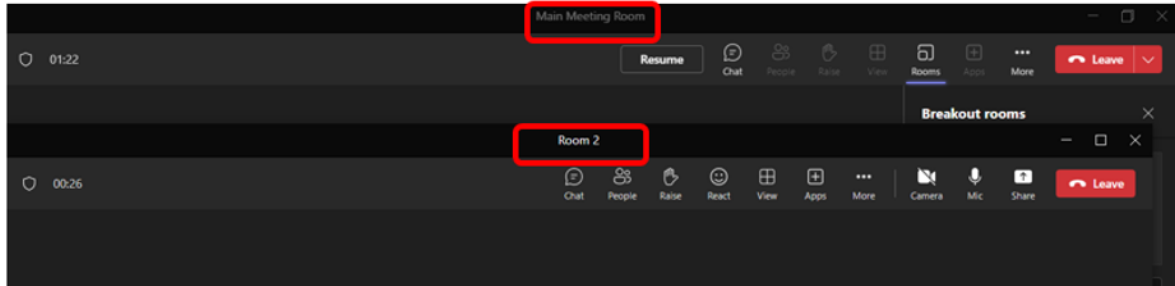 Main Meeting Room
01:22
Resume
Chat
People
Raise
View
Rooms
Apps
More
Leave
Breakout rooms
Room 2
00:26
Chat
People
Raise
React
View
Apps
More
Camera
Mic
Share
Leave